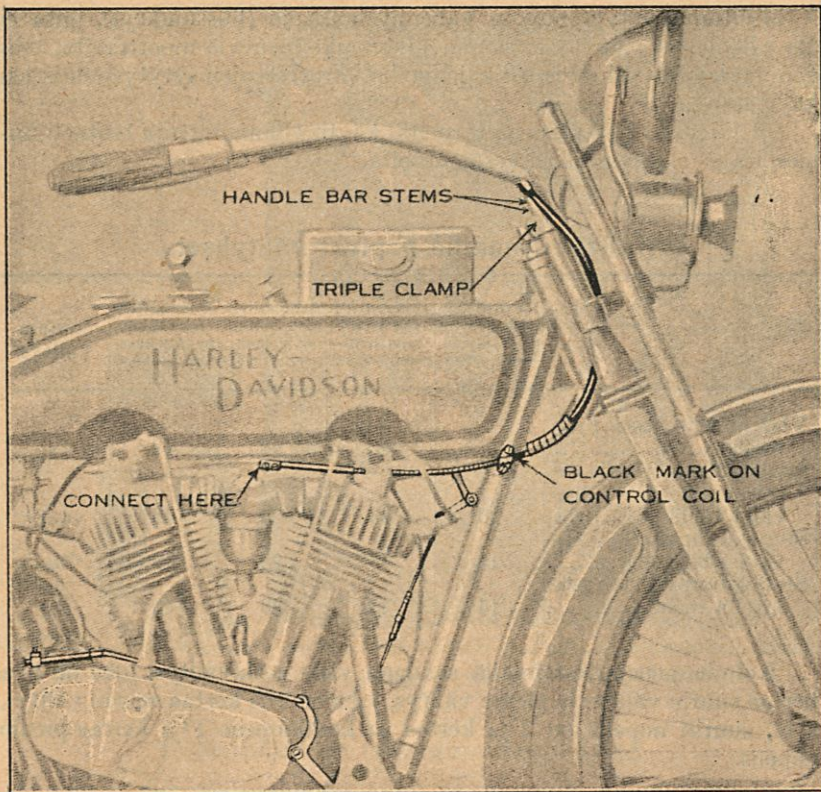 HANDLE BAR STEMS
TRIPLE CLAMP
HARLEY-
DAVIDSON
CONNECT HERE
BLACK MARK ON
CONTROL COIL